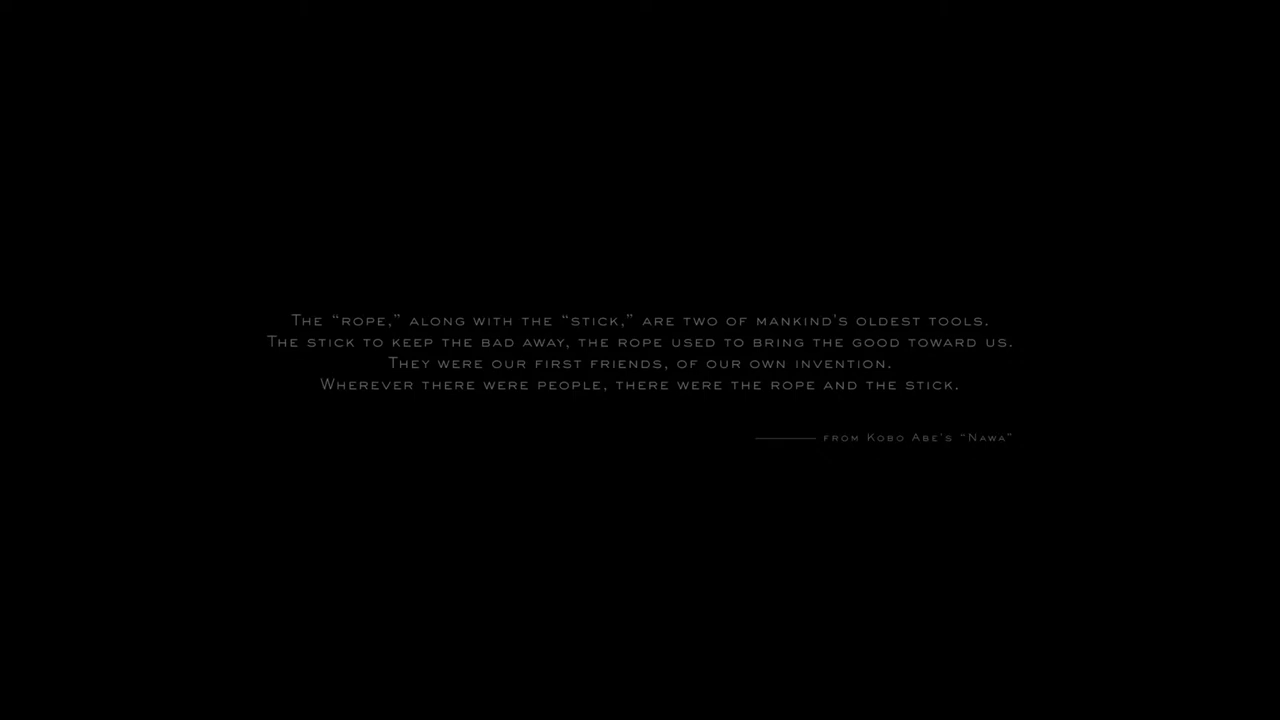 The “rope,” along with the “stick,” are two of mankind's oldest tools.
The stick to keep the bad away, the rope used to bring the good toward us.
They were our first friends, of our own invention.
Wherever there were people, there were the rope and the stick.
from Kobo Abe's “Nawa”